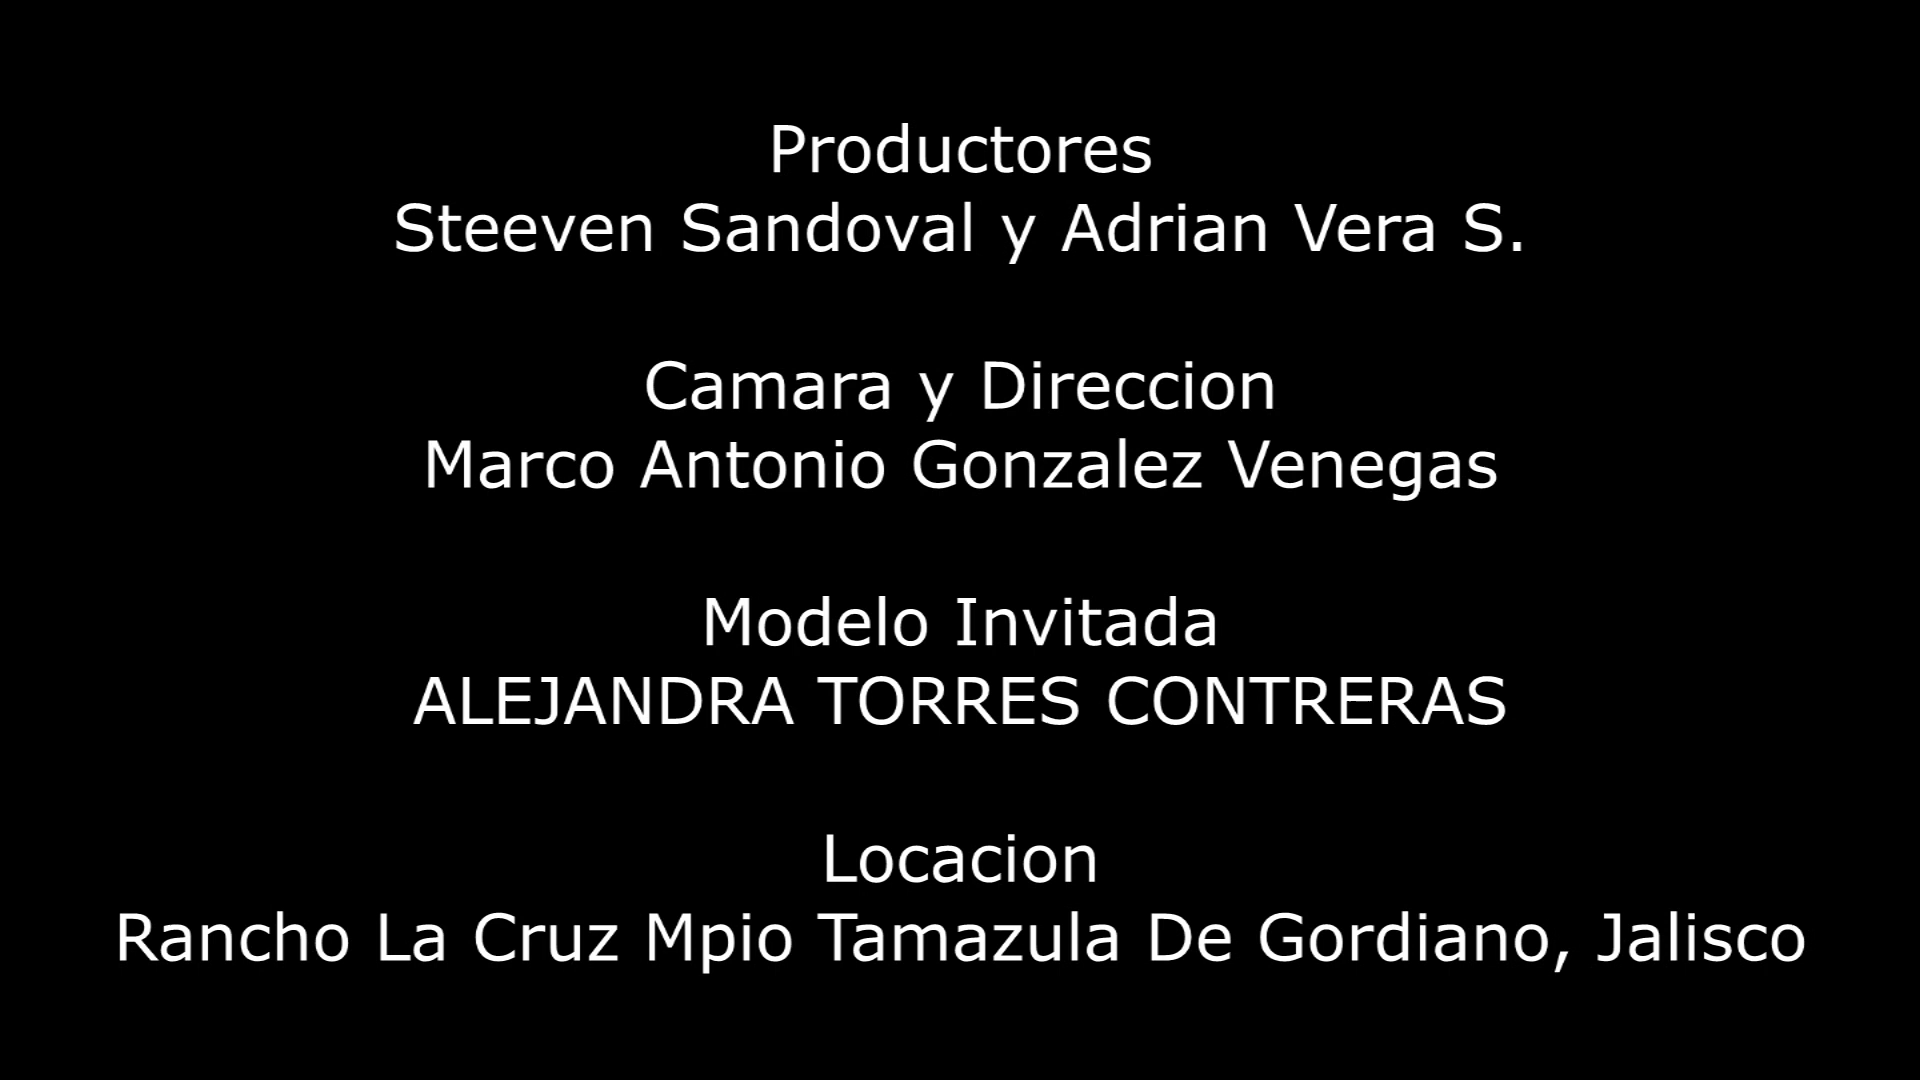 Productores
Steeven Sandoval y Adrian Vera S.
Camara y Direccion
Marco Antonio Gonzalez Venegas
Modelo Invitada
ALEJANDRA TORRES CONTRERAS
Locacion
Rancho La Cruz Mpio Tamazula De Gordiano, Jalisco